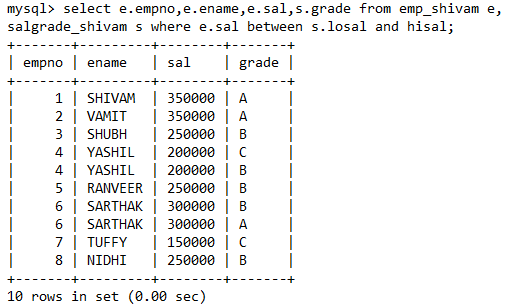 mysql> select e.empno,e.ename,e.sal,s.grade from emp_shivam e,
salgrade_shivam s where e.sal between s.losal and hisal;
+-------+---------+--------+-------+
| empno | ename   | sal    | grade |
+-------+---------+--------+-------+
|     1 | SHIVAM  | 350000 | A     |
|     2 | VAMIT   | 350000 | A     |
|     3 | SHUBH   | 250000 | B     |
|     4 | YASHIL  | 200000 | C     |
|     4 | YASHIL  | 200000 | B     |
|     5 | RANVEER | 250000 | B     |
|     6 | SARTHAK | 300000 | B     |
|     6 | SARTHAK | 300000 | A     |
|     7 | TUFFY   | 150000 | C     |
|     8 | NIDHI   | 250000 | B     |
+-------+---------+--------+-------+
10 rows in set (0.00 sec)